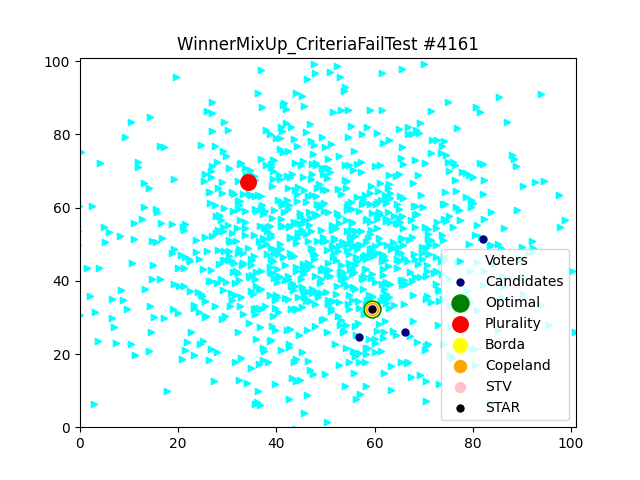 WinnerMixUp_CriteriaFailTest #4161
100
80
60
40
20
0
0
20
40
60
80
100
Voters
Candidates
Optimal
Plurality
Borda
Copeland
STV
STAR